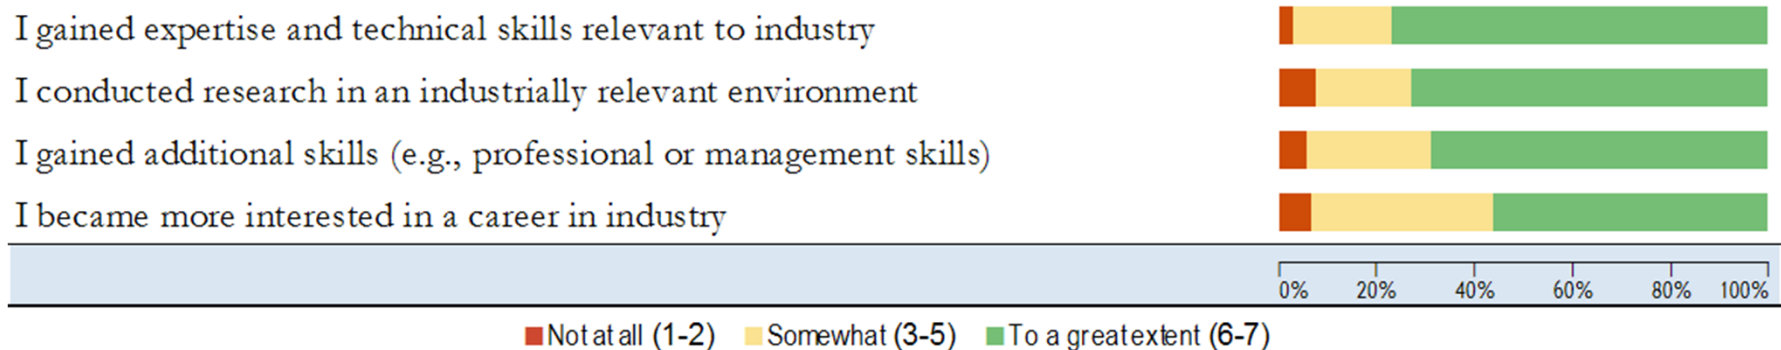 I gained expertise and technical skills relevant to industry
I conducted research in an industrially relevant environment
I gained additional skills (e.g., professional or management skills)
I became more interested in a career in industry
0% 20% 40% 60% 80% 100%
Not at all (1-2) Somewhat (3-5) To a great extent (6-7)